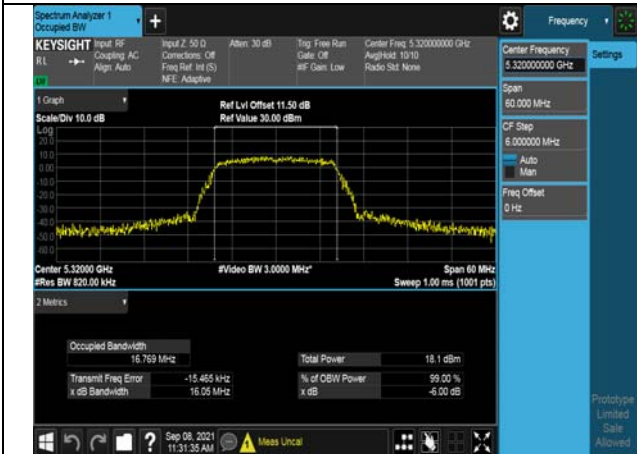 Spectrum Analyzer 1
Occupied BW
Frequency
KEYSIGHT
Input: RF
Coupling: AC
Align: Auto
Input Z: 50 Ω
Corrections: Off
Freq Ref: Int (S)
NFE: Adaptive
Atten: 30 dB
Trig: Free Run
Gate: Off
#IF Gain: Low
Center Freq: 5.320000000 GHz
Avg|Hold: 10/10
Radio Std: None
Center Frequency
5.320000000 GHz
Settings
Span
60.000 MHz
CF Step
6.000000 MHz
Auto
Man
Freq Offset
0 Hz
1 Graph
Scale/Div 10.0 dB
Ref Lvl Offset 11.50 dB
Ref Value 30.00 dBm
Log
20.0
10.0
0.00
-10.0
-20.0
-30.0
-40.0
-50.0
-60.0
Center 5.32000 GHz
#Res BW 820.00 kHz
#Video BW 3.0000 MHz*
Span 60 MHz
Sweep 1.00 ms (1001 pts)
2 Metrics
Occupied Bandwidth
16.769 MHz
Total Power
18.1 dBm
Transmit Freq Error
-15.465 kHz
% of OBW Power
99.00 %
x dB Bandwidth
16.05 MHz
x dB
-6.00 dB
Prototype
Limited
Sale
Allowed
Sep 08, 2021
11:31:35 AM
Meas Uncal